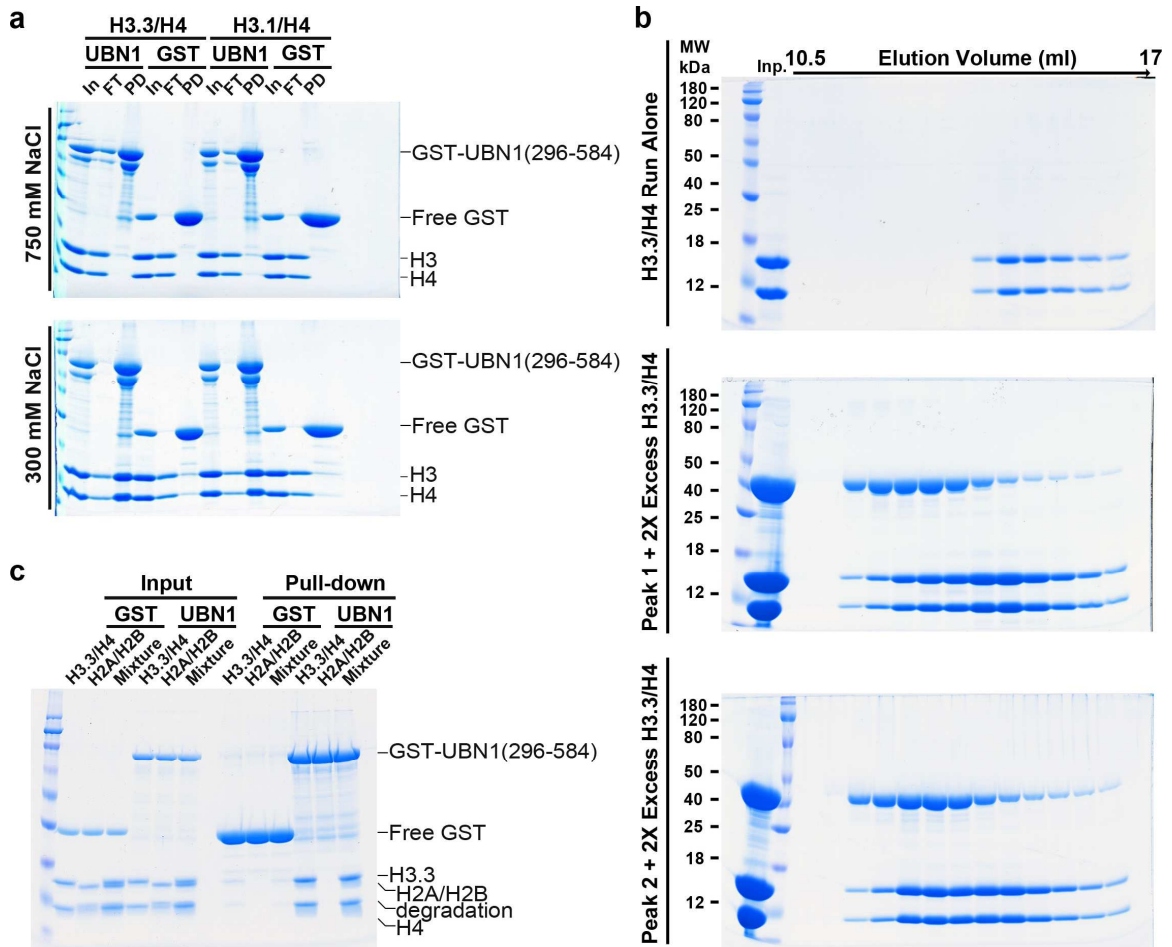 a
H3.3/H4 H3.1/H4
UBN1 GST UBN1 GST
In FT PD In FT PD In FT PD In FT PD
750 mM NaCl
GST-UBN1(296-584)
Free GST
H3
H4
300 mM NaCl
GST-UBN1(296-584)
Free GST
H3
H4
b
MW
kDa
Inp.
10.5 Elution Volume (ml) 17
H3.3/H4 Run Alone
180
120
80
50
40
25
18
12
Peak 1 + 2X Excess H3.3/H4
180
120
80
50
40
25
18
12
Peak 2 + 2X Excess H3.3/H4
180
120
80
50
40
25
18
12
c
Input Pull-down
GST UBN1 GST UBN1
H3.3/H4 H2A/H2B Mixture H3.3/H4 H2A/H2B Mixture H3.3/H4 H2A/H2B Mixture H3.3/H4 H2A/H2B Mixture
GST-UBN1(296-584)
Free GST
H3.3
H2A/H2B
degradation
H4